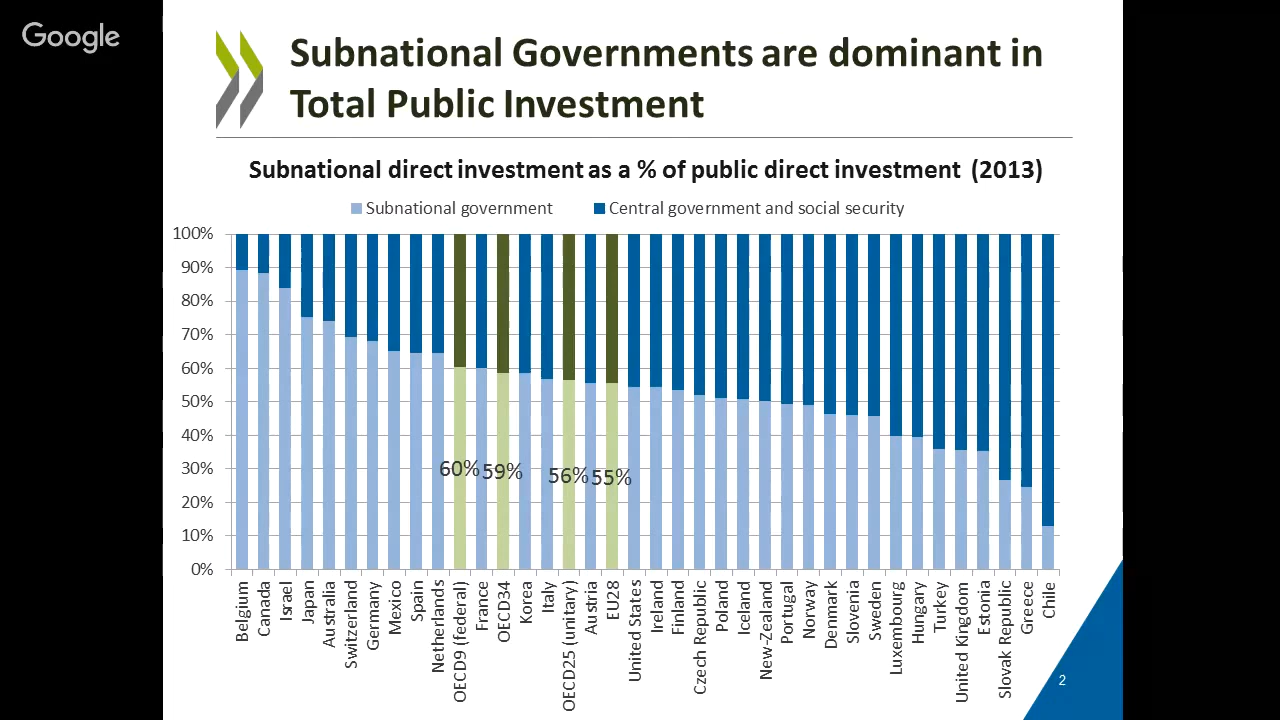 Google
Subnational Governments are dominant in
Total Public Investment
Subnational direct investment as a % of public direct investment (2013)
Subnational government
Central government and social security
100%
90%
80%
70%
60%
50%
40%
30%
20%
10%
0%
60%
59%
56%
55%
Belgium
Canada
Israel
Japan
Australia
Switzerland
Germany
Mexico
Spain
Netherlands
OECD9 (federal)
France
OECD34
Korea
Italy
OECD25 (unitary)
Austria
EU28
United States
Ireland
Finland
Czech Republic
Poland
Iceland
New-Zealand
Portugal
Norway
Denmark
Slovenia
Sweden
Luxembourg
Hungary
Turkey
United Kingdom
Estonia
Slovak Republic
Greece
Chile
2